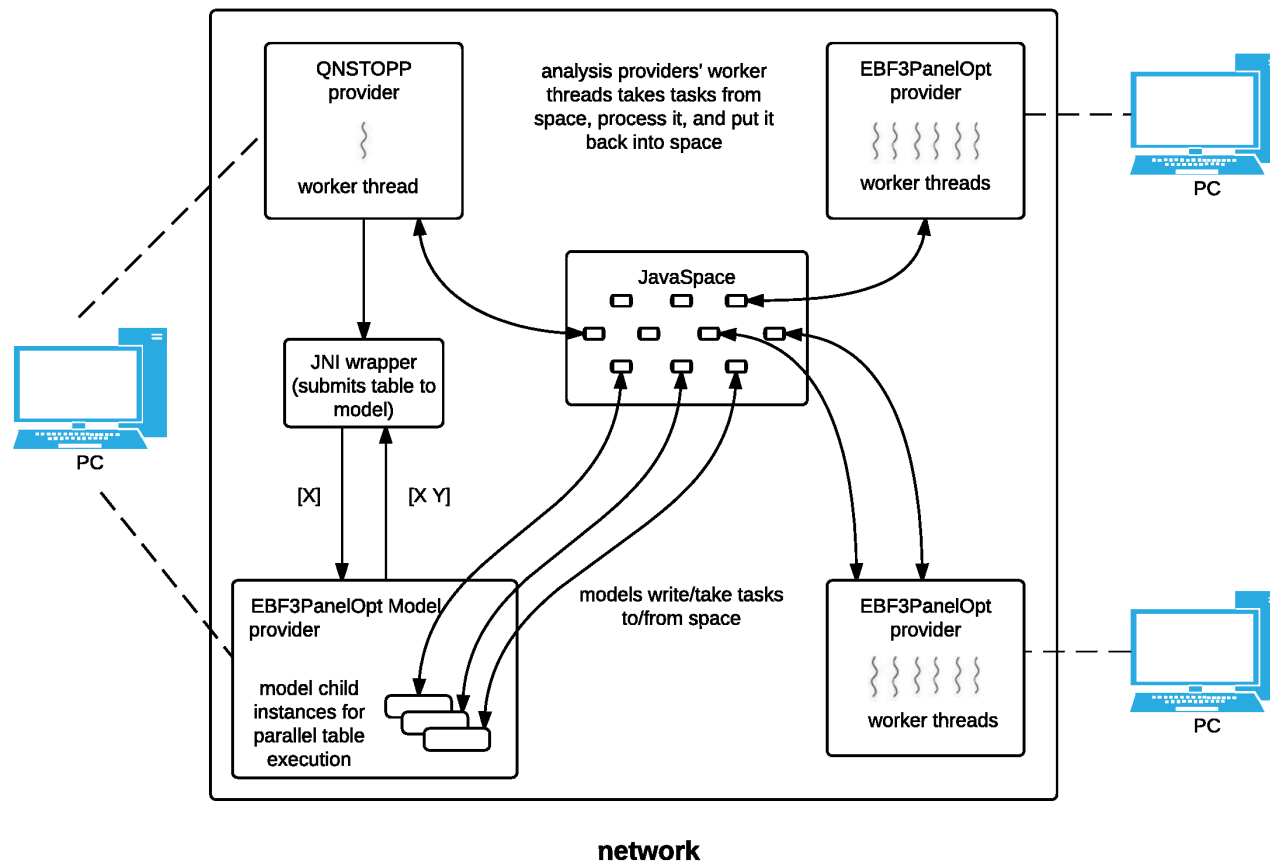 QNSTOPP
provider
worker thread
analysis providers' worker
threads takes tasks from
space, process it, and put it
back into space
EBF3PanelOpt
provider
worker threads
PC
JavaSpace
JNI wrapper
(submits table to
model)
PC
[X]
[X Y]
EBF3PanelOpt Model
provider
model child
instances for
parallel table
execution
models write/take tasks
to/from space
EBF3PanelOpt
provider
worker threads
PC
network